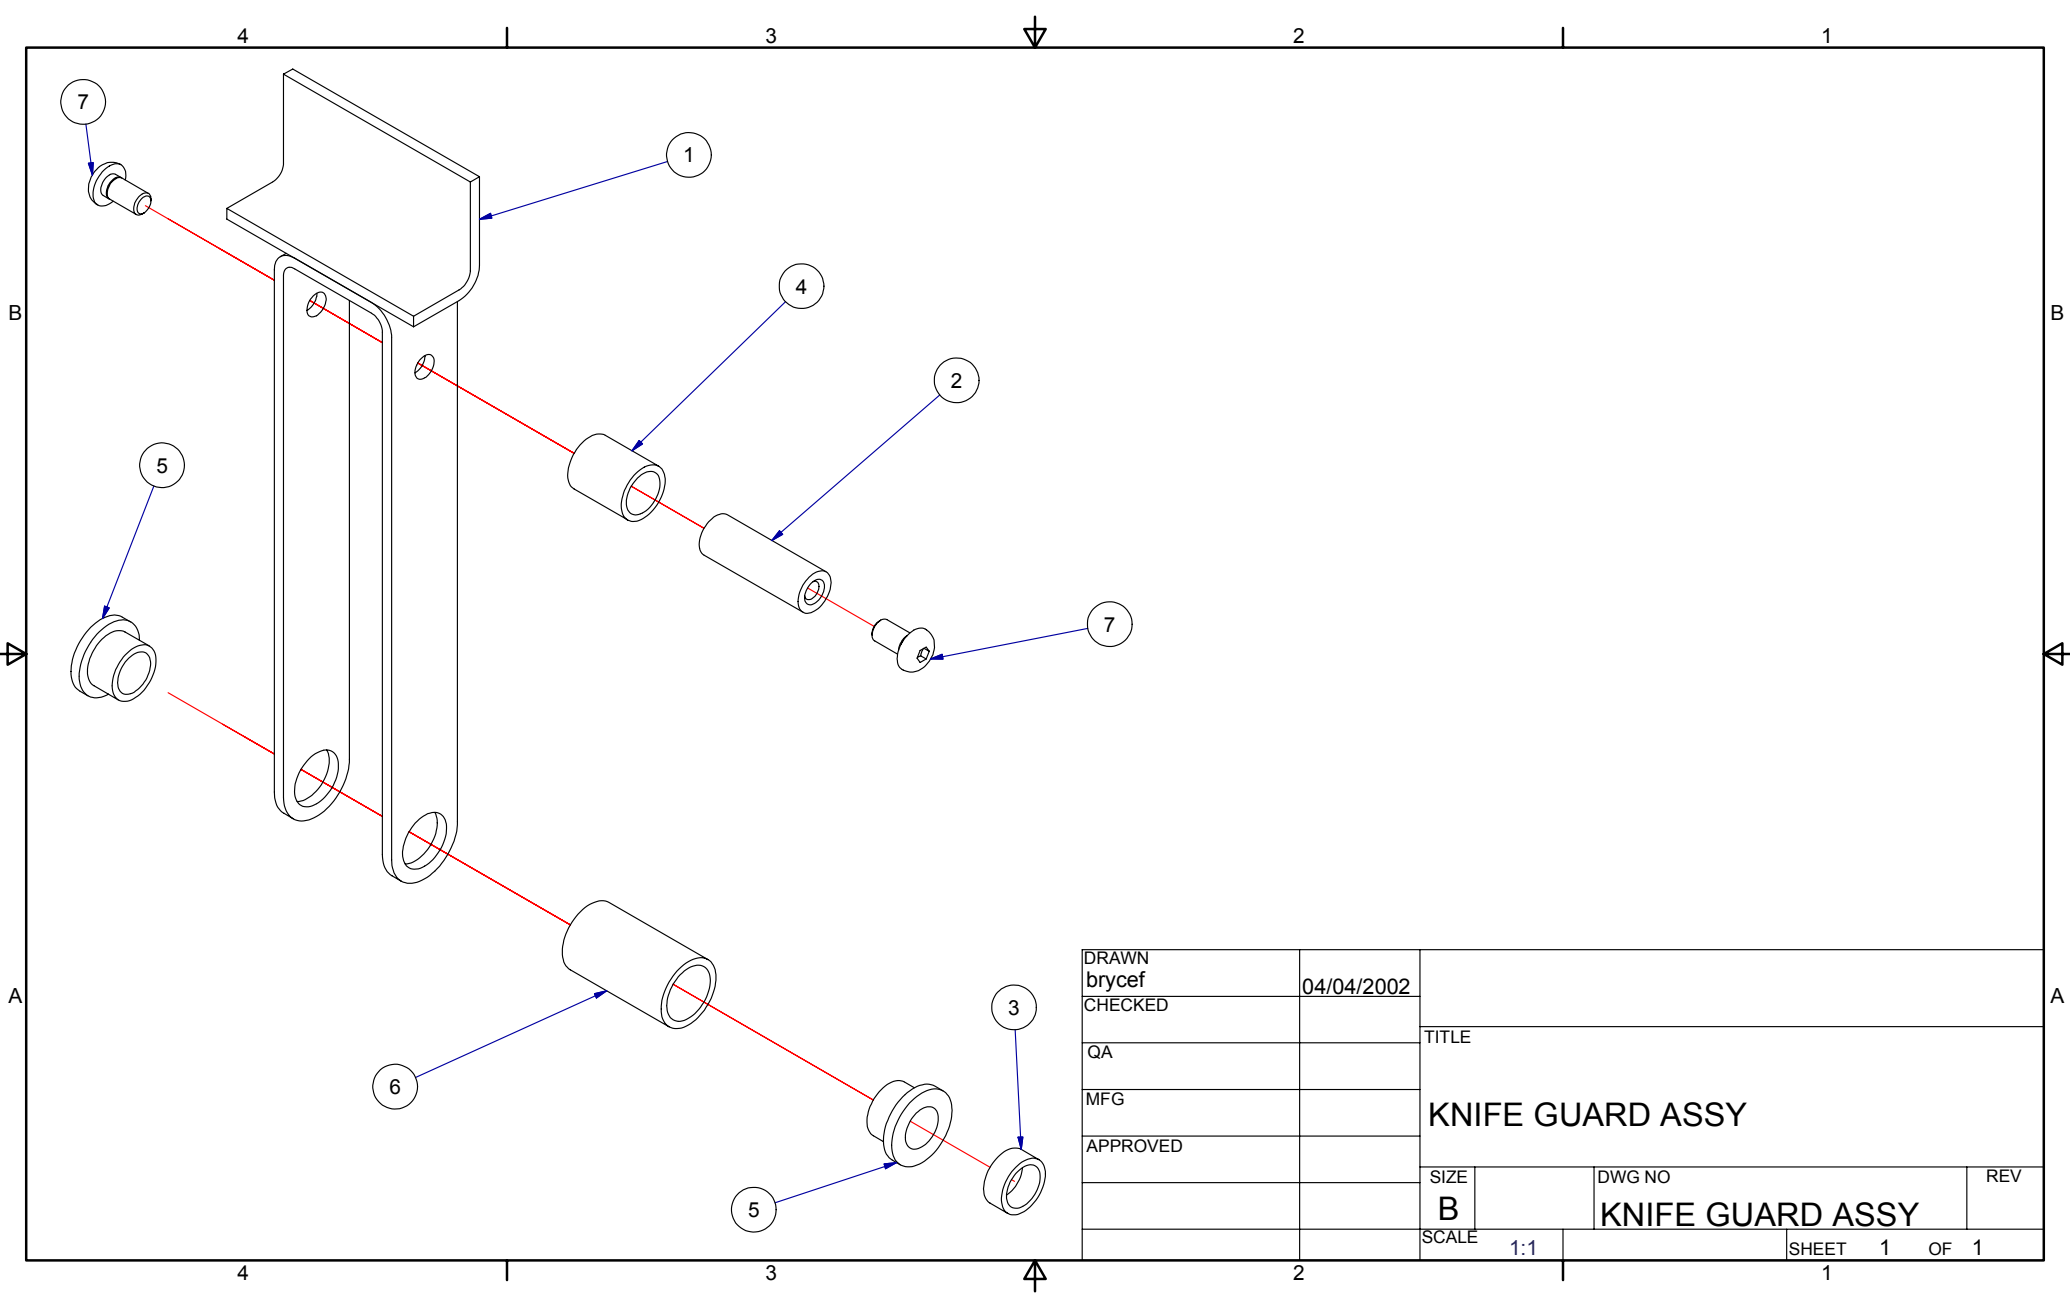 4 3 2 1
7
1
4
B B
2
5
7
3
A A
6
5
DRAWN
brycef 04/04/2002
CHECKED
QA
MFG
APPROVED
TITLE
KNIFE GUARD ASSY
SIZE
B
DWG NO
KNIFE GUARD ASSY
REV
SCALE 1:1
SHEET 1 OF 1
4 3 2 1